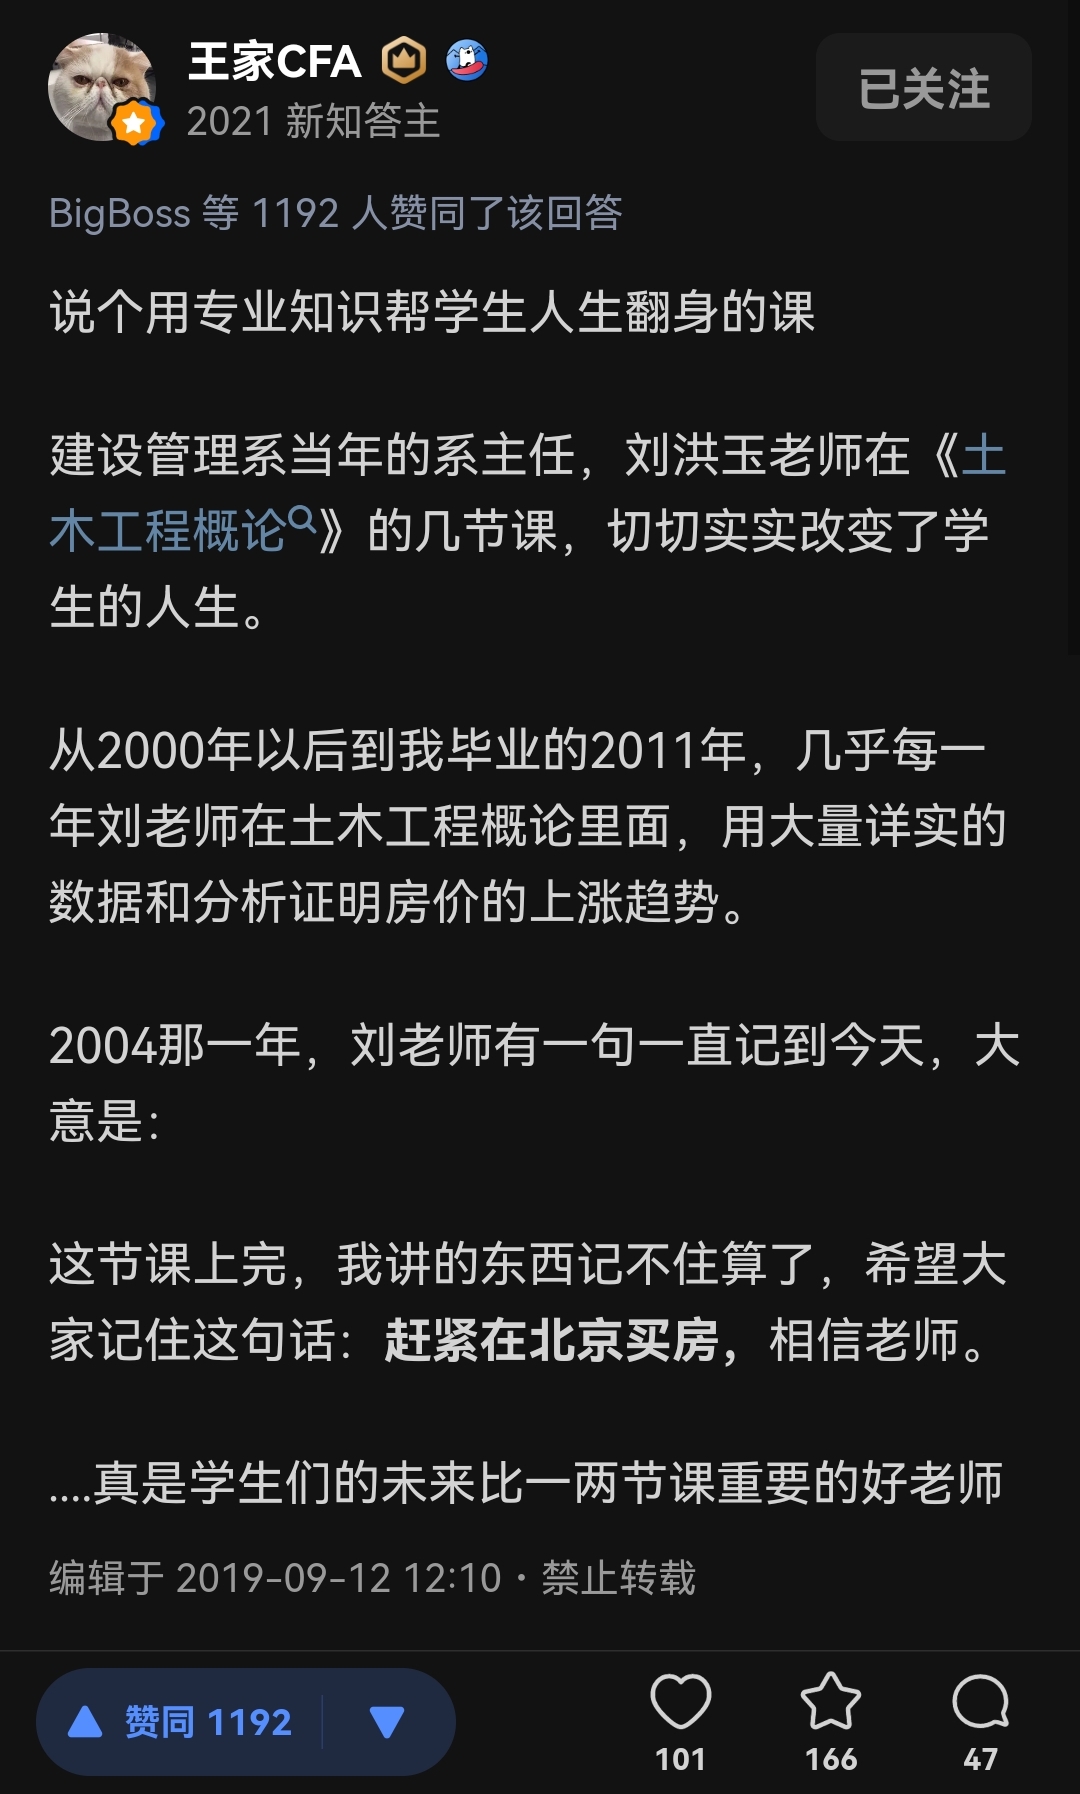 王家CFA
2021 新知答主
已关注
BigBoss 等 1192 人赞同了该回答
说个用专业知识帮学生人生翻身的课
建设管理系当年的系主任，刘洪玉老师在《土
木工程概论》的几节课，切切实实改变了学
生的人生。
从2000年以后到我毕业的2011年，几乎每一
年刘老师在土木工程概论里面，用大量详实的
数据和分析证明房价的上涨趋势。
2004那一年，刘老师有一句一直记到今天，大
意是：
这节课上完，我讲的东西记不住算了，希望大
家记住这句话：赶紧在北京买房，相信老师。
....真是学生们的未来比一两节课重要的好老师
编辑于 2019-09-12 12:10 · 禁止转载
赞同 1192
101
166
47